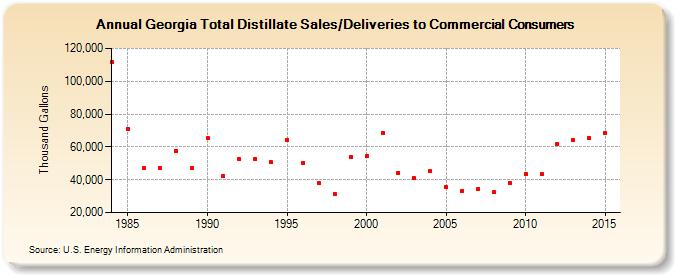 Annual Georgia Total Distillate Sales/Deliveries to Commercial Consumers
Thousand Gallons
120,000
100,000
80,000
60,000
40,000
20,000
1985 1990 1995 2000 2005 2010 2015
Source: U.S. Energy Information Administration